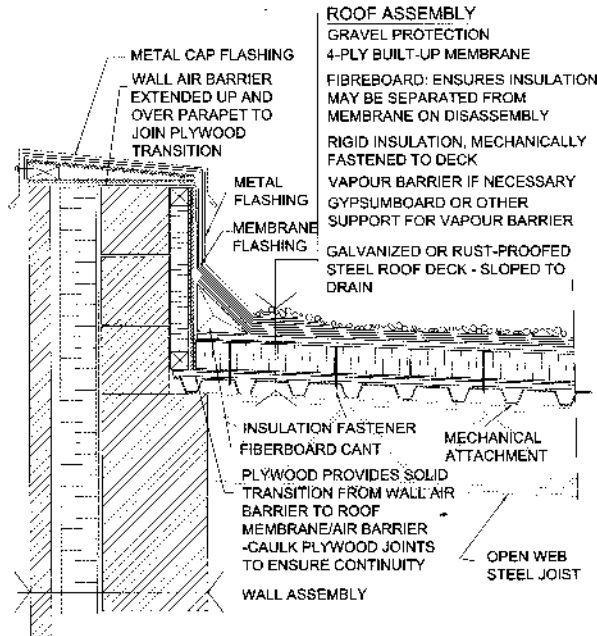 ROOF ASSEMBLY
GRAVEL PROTECTION
4-PLY BUILT-UP MEMBRANE
FIBREBOARD: ENSURES INSULATION
MAY BE SEPARATED FROM
MEMBRANE ON DISASSEMBLY
RIGID INSULATION, MECHANICALLY
FASTENED TO DECK
VAPOUR BARRIER IF NECESSARY
GYPSUMBOARD OR OTHER
SUPPORT FOR VAPOUR BARRIER
GALVANIZED OR RUST-PROOFED
STEEL ROOF DECK - SLOPED TO
DRAIN
METAL CAP FLASHING
WALL AIR BARRIER
EXTENDED UP AND
OVER PARAPET TO
JOIN PLYWOOD
TRANSITION
METAL
FLASHING
MEMBRANE
FLASHING
INSULATION FASTENER
FIBERBOARD CANT
MECHANICAL
ATTACHMENT
PLYWOOD PROVIDES SOLID
TRANSITION FROM WALL AIR
BARRIER TO ROOF
MEMBRANE/AIR BARRIER
-CAULK PLYWOOD JOINTS
TO ENSURE CONTINUITY
OPEN WEB
STEEL JOIST
WALL ASSEMBLY